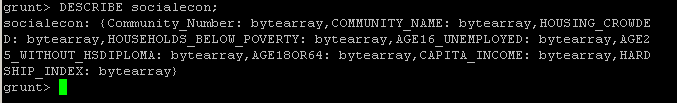 grunt> DESCRIBE socialecon;
socialecon: {Community_Number: bytearray,COMMUNITY_NAME: bytearray,HOUSING_CROWDE
D: bytearray,HOUSEHOLDS_BELOW_POVERTY: bytearray,AGE16_UNEMPLOYED: bytearray,AGE2
5_WITHOUT_HSDIPLOMA: bytearray,AGE18OR64: bytearray,CAPITA_INCOME: bytearray,HARD
SHIP_INDEX: bytearray}
grunt>